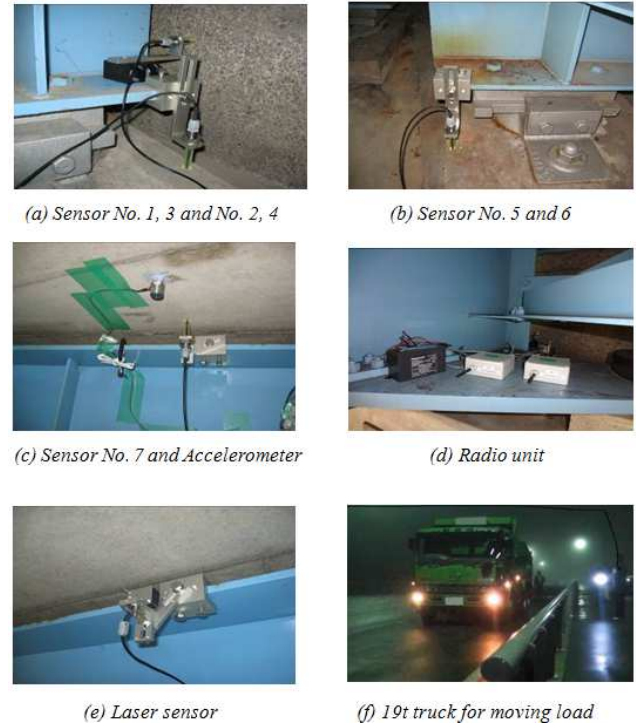 (a) Sensor No. 1, 3 and No. 2, 4
(b) Sensor No. 5 and 6
(c) Sensor No. 7 and Accelerometer
(d) Radio unit
(e) Laser sensor
(f) 19t truck for moving load